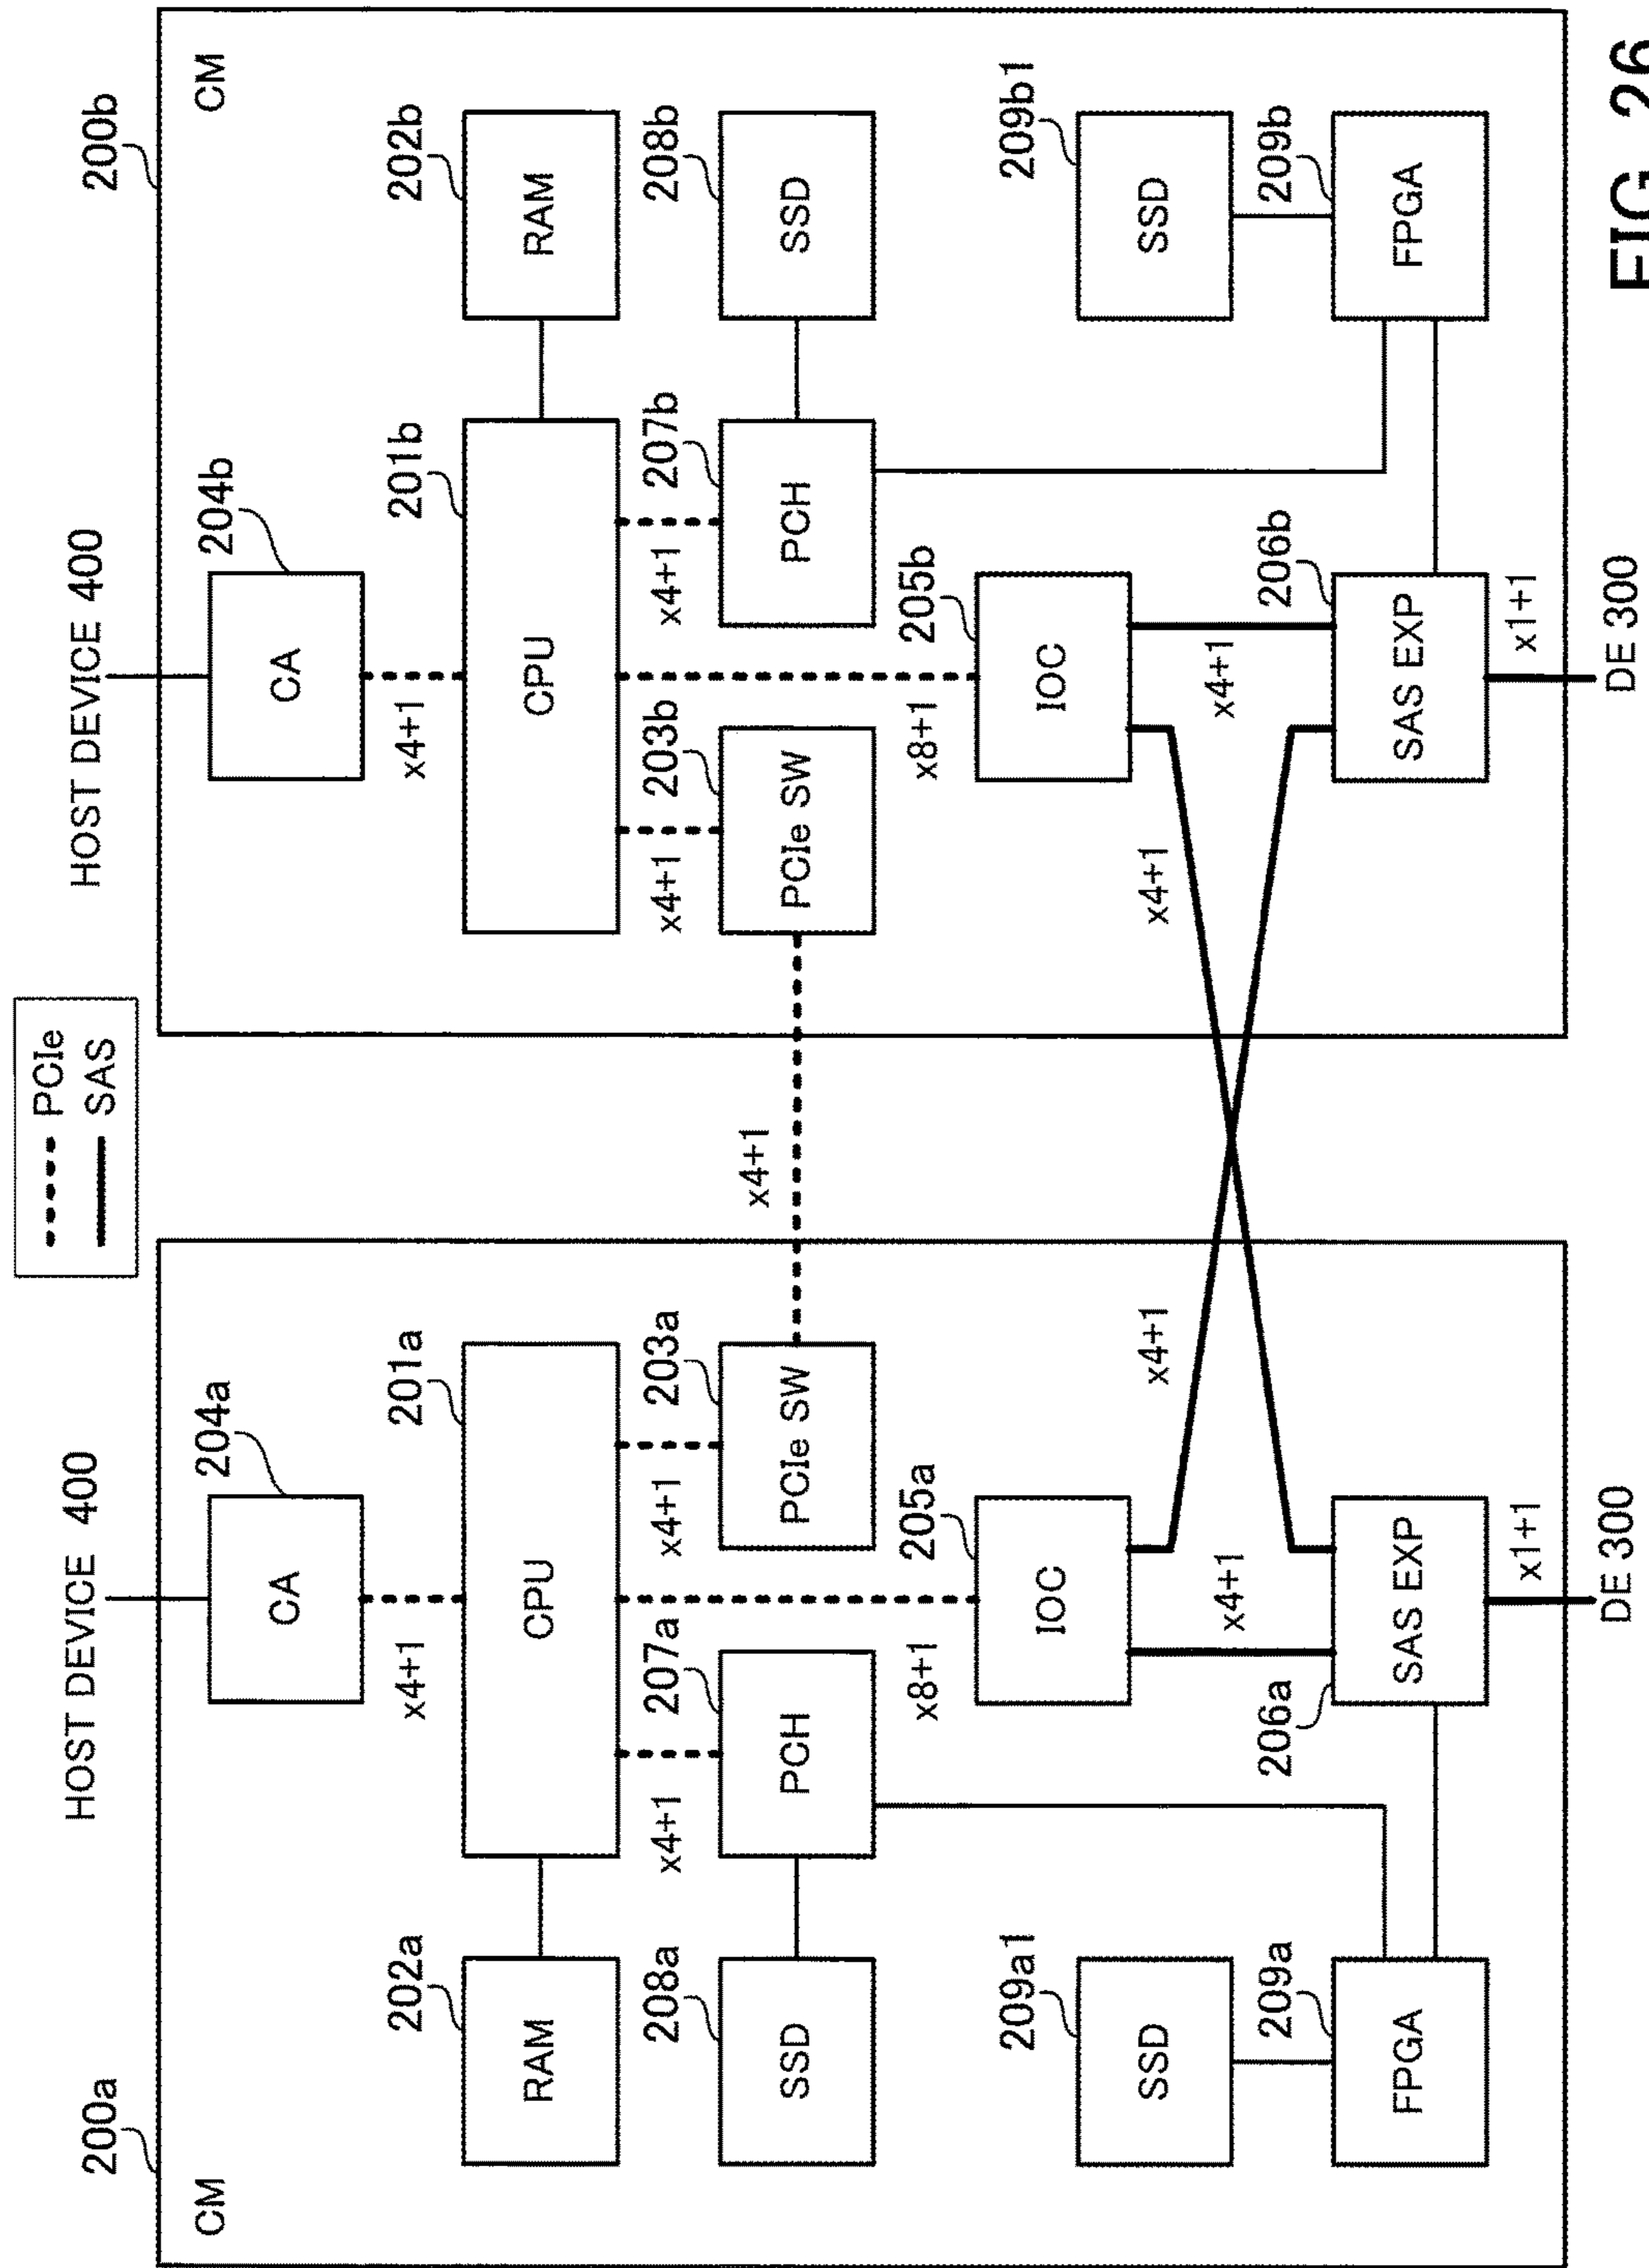 PCIe
SAS
HOST DEVICE 400
HOST DEVICE 400
200a
CM
204a
CA
x4+1
202a
RAM
201a
CPU
x4+1
207a
x4+1
203a
208a
SSD
PCH
PCIe SW
x8+1
205a
IOC
209a1
SSD
x4+1
x4+1
209a
FPGA
206a
SAS EXP
x1+1
DE 300
x4+1
200b
CM
204b
CA
x4+1
201b
CPU
202b
RAM
x4+1
203b
x4+1
207b
208b
PCIe SW
PCH
SSD
x8+1
205b
IOC
209b1
SSD
x4+1
x4+1
206b
SAS EXP
209b
FPGA
x1+1
DE 300
FIG. 26